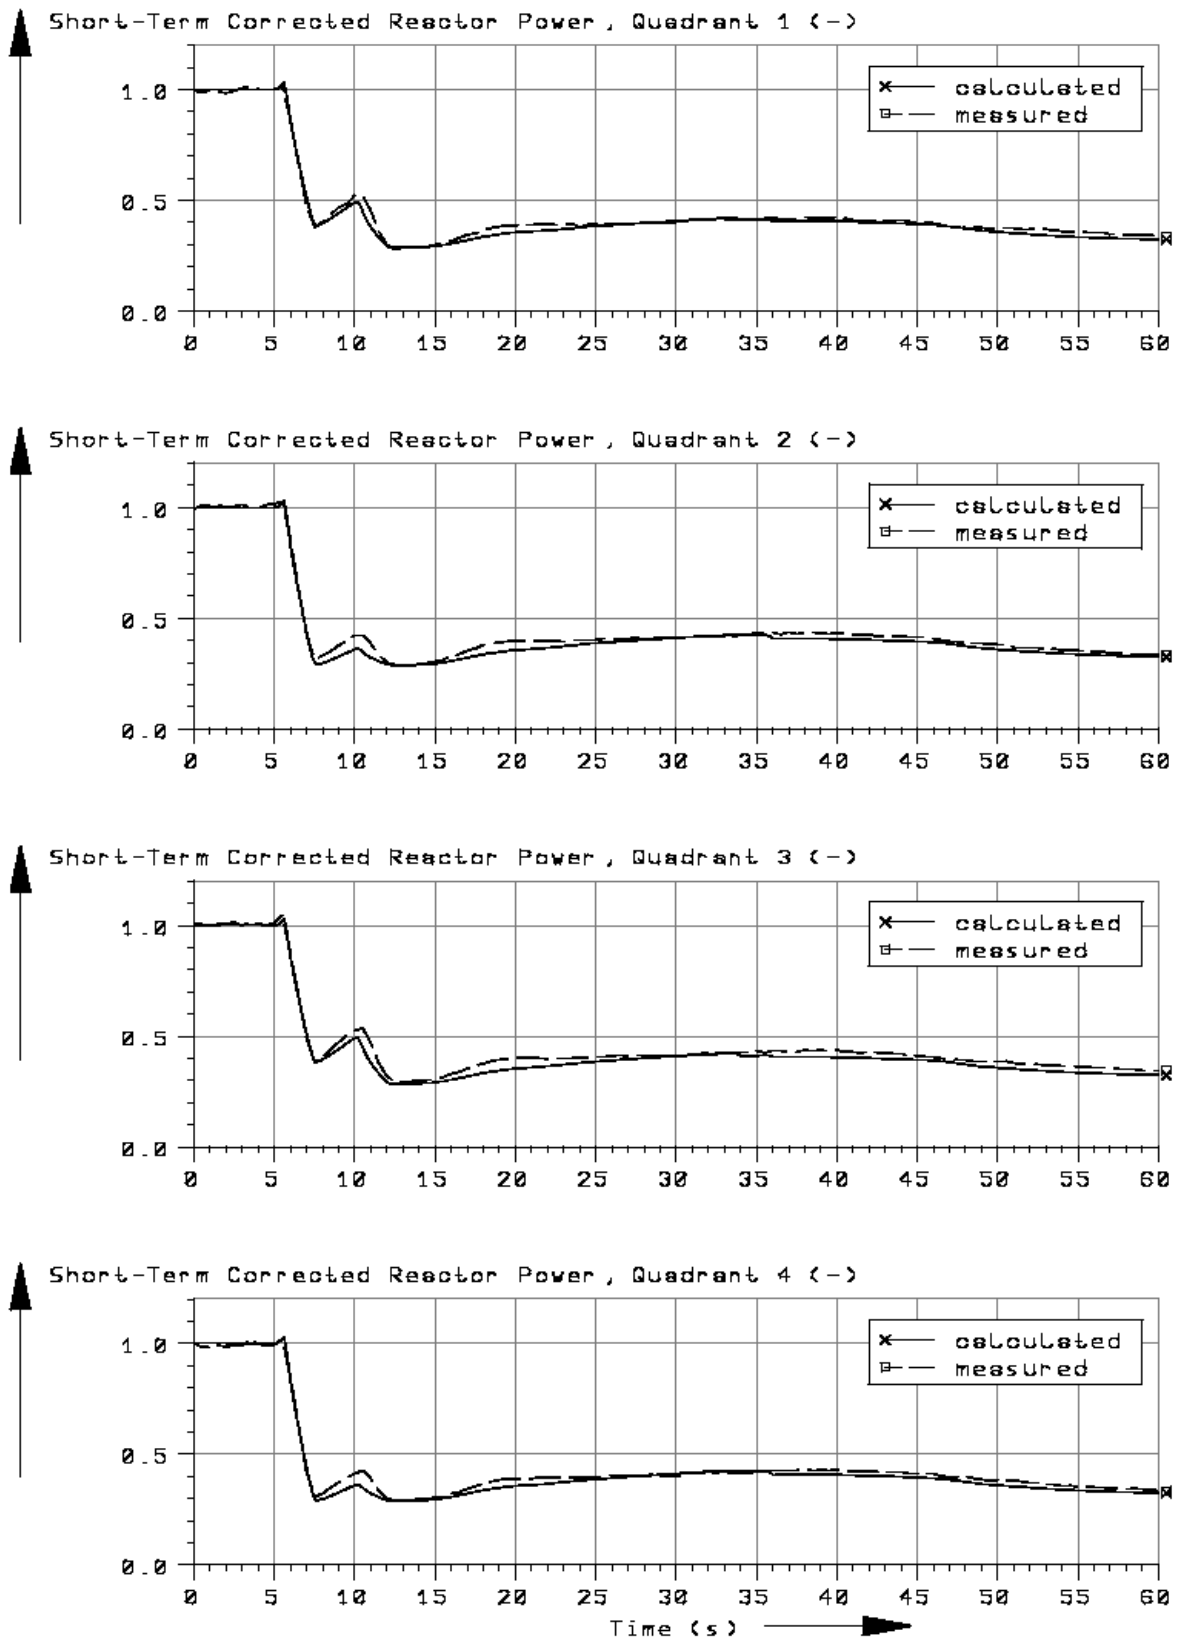 Short-Term Corrected Reactor Power, Quadrant 1 (-)
calculated
measured
1.0
0.5
0.0
0 5 10 15 20 25 30 35 40 45 50 55 60
Short-Term Corrected Reactor Power, Quadrant 2 (-)
calculated
measured
1.0
0.5
0.0
0 5 10 15 20 25 30 35 40 45 50 55 60
Short-Term Corrected Reactor Power, Quadrant 3 (-)
calculated
measured
1.0
0.5
0.0
0 5 10 15 20 25 30 35 40 45 50 55 60
Short-Term Corrected Reactor Power, Quadrant 4 (-)
calculated
measured
1.0
0.5
0.0
0 5 10 15 20 25 30 35 40 45 50 55 60
Time (s)